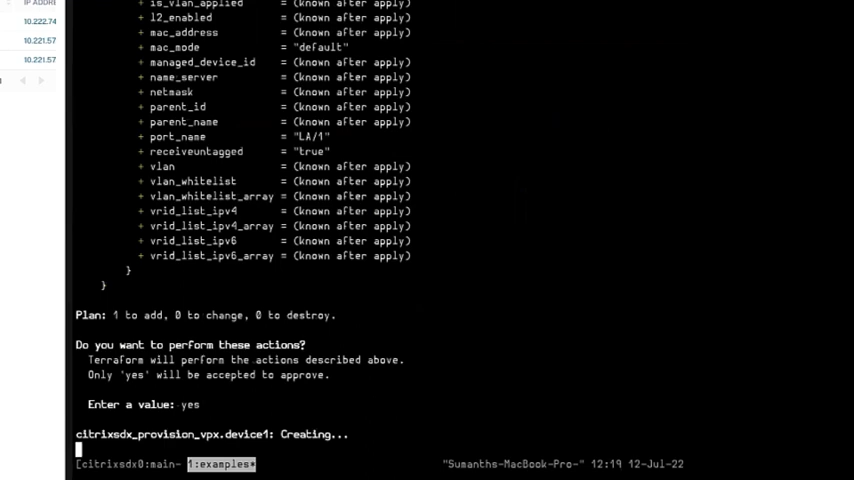 IP ADDRE
10.222.74
10.221.57
10.221.57
+ is_vlan_applied = (known after apply)
+ l2_enabled = (known after apply)
+ mac_address = (known after apply)
+ mac_mode = "default"
+ managed_device_id = (known after apply)
+ name_server = (known after apply)
+ netmask = (known after apply)
+ parent_id = (known after apply)
+ parent_name = (known after apply)
+ port_name = "LA/1"
+ receiveuntagged = "true"
+ vlan = (known after apply)
+ vlan_whitelist = (known after apply)
+ vlan_whitelist_array = (known after apply)
+ vrid_list_ipv4 = (known after apply)
+ vrid_list_ipv4_array = (known after apply)
+ vrid_list_ipv6 = (known after apply)
+ vrid_list_ipv6_array = (known after apply)
}
}
Plan: 1 to add, 0 to change, 0 to destroy.
Do you want to perform these actions?
Terraform will perform the actions described above.
Only 'yes' will be accepted to approve.
Enter a value: yes
citrixsdx_provision_vpx.device1: Creating...
[citrixsdx0:main- 1:examples* "Sumanths-MacBook-Pro-" 12:19 12-Jul-22